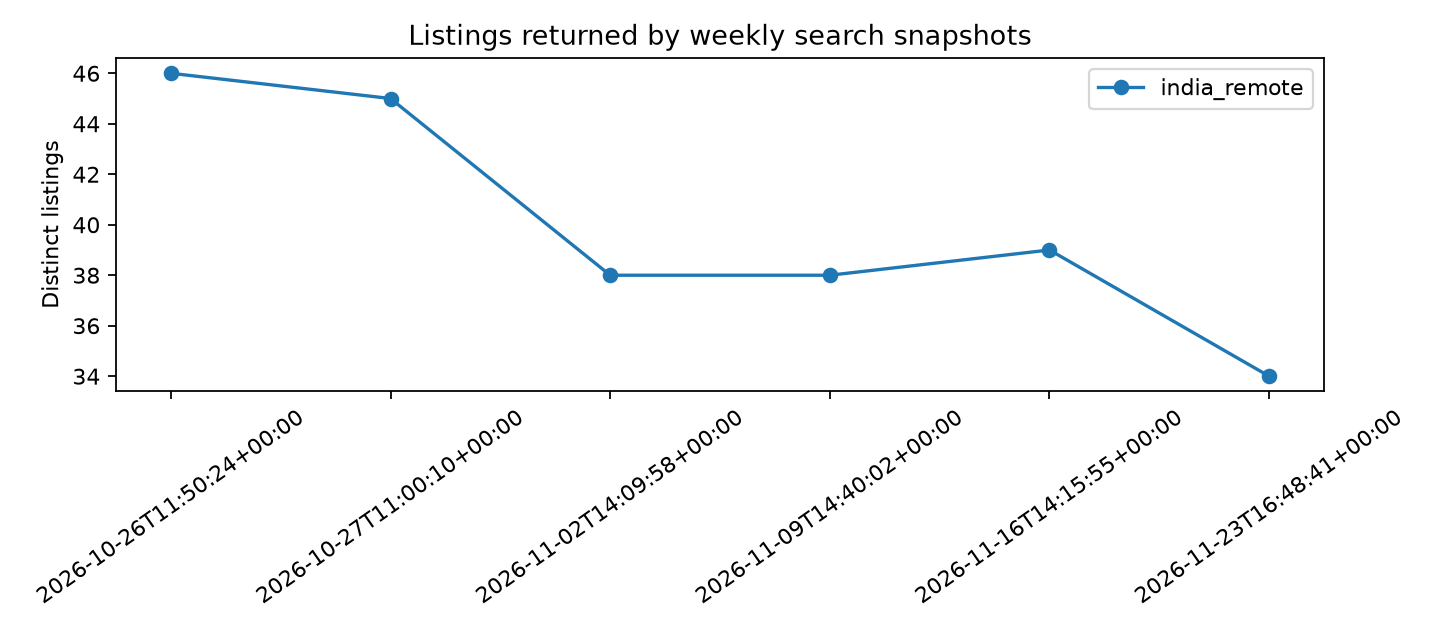 Listings returned by weekly search snapshots
india_remote
Distinct listings
46
44
42
40
38
36
34
2026-10-26T11:50:24+00:00
2026-10-27T11:00:10+00:00
2026-11-02T14:09:58+00:00
2026-11-09T14:40:02+00:00
2026-11-16T14:15:55+00:00
2026-11-23T16:48:41+00:00